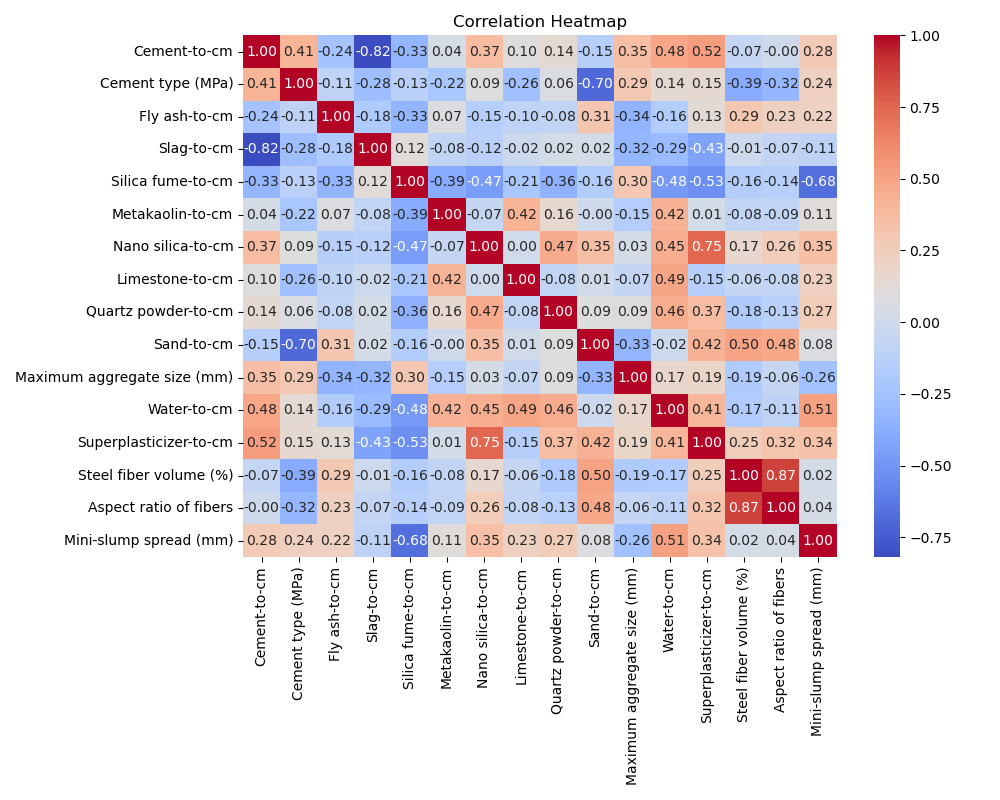 Correlation Heatmap
Cement-to-cm 1.00 0.41 -0.24 -0.82 -0.33 0.04 0.37 0.10 0.14 -0.15 0.35 0.48 0.52 -0.07 -0.00 0.28
Cement type (MPa) 0.41 1.00 -0.11 -0.28 -0.13 -0.22 0.09 -0.26 0.06 -0.70 0.29 0.14 0.15 -0.39 -0.32 0.24
Fly ash-to-cm -0.24 -0.11 1.00 -0.18 -0.33 0.07 -0.15 -0.10 -0.08 0.31 -0.34 -0.16 0.13 0.29 0.23 0.22
Slag-to-cm -0.82 -0.28 -0.18 1.00 0.12 -0.08 -0.12 -0.02 0.02 0.02 -0.32 -0.29 -0.43 -0.01 -0.07 -0.11
Silica fume-to-cm -0.33 -0.13 -0.33 0.12 1.00 -0.39 -0.47 -0.21 -0.36 -0.16 0.30 -0.48 -0.53 -0.16 -0.14 -0.68
Metakaolin-to-cm 0.04 -0.22 0.07 -0.08 -0.39 1.00 -0.07 0.42 0.16 -0.00 -0.15 0.42 0.01 -0.08 -0.09 0.11
Nano silica-to-cm 0.37 0.09 -0.15 -0.12 -0.47 -0.07 1.00 0.00 0.47 0.35 0.03 0.45 0.75 0.17 0.26 0.35
Limestone-to-cm 0.10 -0.26 -0.10 -0.02 -0.21 0.42 0.00 1.00 -0.08 0.01 -0.07 0.49 -0.15 -0.06 -0.08 0.23
Quartz powder-to-cm 0.14 0.06 -0.08 0.02 -0.36 0.16 0.47 -0.08 1.00 0.09 0.09 0.46 0.37 -0.18 -0.13 0.27
Sand-to-cm -0.15 -0.70 0.31 0.02 -0.16 -0.00 0.35 0.01 0.09 1.00 -0.33 -0.02 0.42 0.50 0.48 0.08
Maximum aggregate size (mm) 0.35 0.29 -0.34 -0.32 0.30 -0.15 0.03 -0.07 0.09 -0.33 1.00 0.17 0.19 -0.19 -0.06 -0.26
Water-to-cm 0.48 0.14 -0.16 -0.29 -0.48 0.42 0.45 0.49 0.46 -0.02 0.17 1.00 0.41 -0.17 -0.11 0.51
Superplasticizer-to-cm 0.52 0.15 0.13 -0.43 -0.53 0.01 0.75 -0.15 0.37 0.42 0.19 0.41 1.00 0.25 0.32 0.34
Steel fiber volume (%) -0.07 -0.39 0.29 -0.01 -0.16 -0.08 0.17 -0.06 -0.18 0.50 -0.19 -0.17 0.25 1.00 0.87 0.02
Aspect ratio of fibers -0.00 -0.32 0.23 -0.07 -0.14 -0.09 0.26 -0.08 -0.13 0.48 -0.06 -0.11 0.32 0.87 1.00 0.04
Mini-slump spread (mm) 0.28 0.24 0.22 -0.11 -0.68 0.11 0.35 0.23 0.27 0.08 -0.26 0.51 0.34 0.02 0.04 1.00
Cement-to-cm
Cement type (MPa)
Fly ash-to-cm
Slag-to-cm
Silica fume-to-cm
Metakaolin-to-cm
Nano silica-to-cm
Limestone-to-cm
Quartz powder-to-cm
Sand-to-cm
Maximum aggregate size (mm)
Water-to-cm
Superplasticizer-to-cm
Steel fiber volume (%)
Aspect ratio of fibers
Mini-slump spread (mm)
1.00
0.75
0.50
0.25
0.00
−0.25
−0.50
−0.75